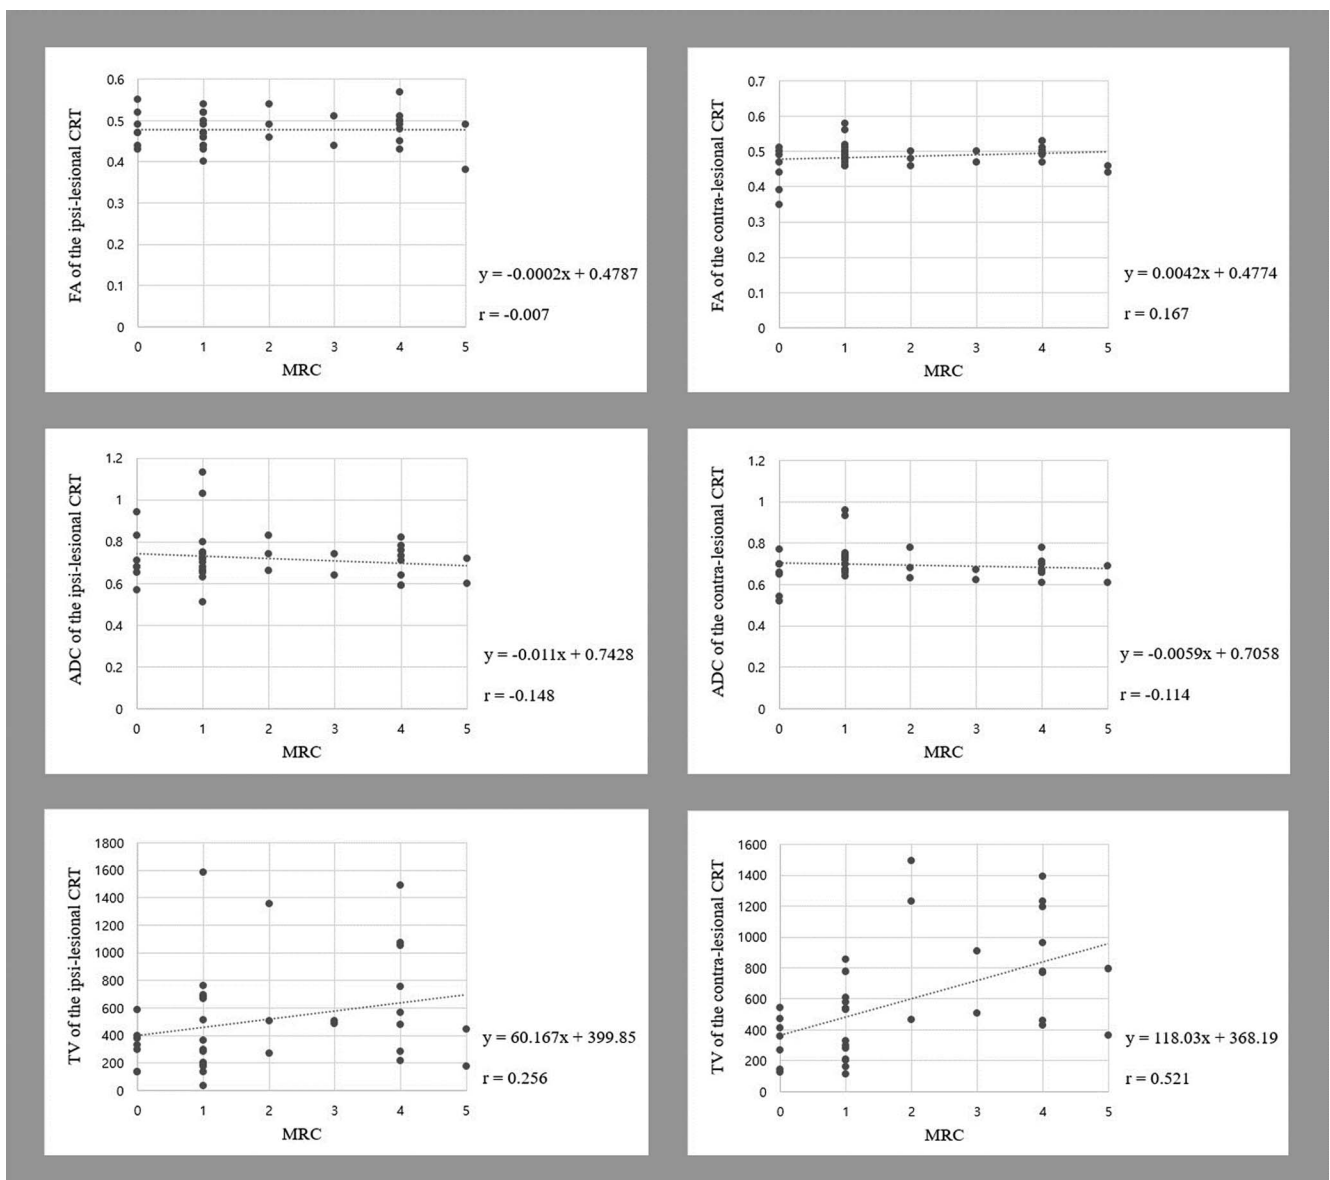 FA of the ipsi-lesional CRT
0.6
0.5
0.4
0.3
0.2
0.1
0
0 1 2 3 4 5
MRC
y = -0.0002x + 0.4787
r = -0.007
FA of the contra-lesional CRT
0.7
0.6
0.5
0.4
0.3
0.2
0.1
0
0 1 2 3 4 5
MRC
y = 0.0042x + 0.4774
r = 0.167
ADC of the ipsi-lesional CRT
1.2
1
0.8
0.6
0.4
0.2
0
0 1 2 3 4 5
MRC
y = -0.011x + 0.7428
r = -0.148
ADC of the contra-lesional CRT
1.2
1
0.8
0.6
0.4
0.2
0
0 1 2 3 4 5
MRC
y = -0.0059x + 0.7058
r = -0.114
TV of the ipsi-lesional CRT
1800
1600
1400
1200
1000
800
600
400
200
0
0 1 2 3 4 5
MRC
y = 60.167x + 399.85
r = 0.256
TV of the contra-lesional CRT
1600
1400
1200
1000
800
600
400
200
0
0 1 2 3 4 5
MRC
y = 118.03x + 368.19
r = 0.521